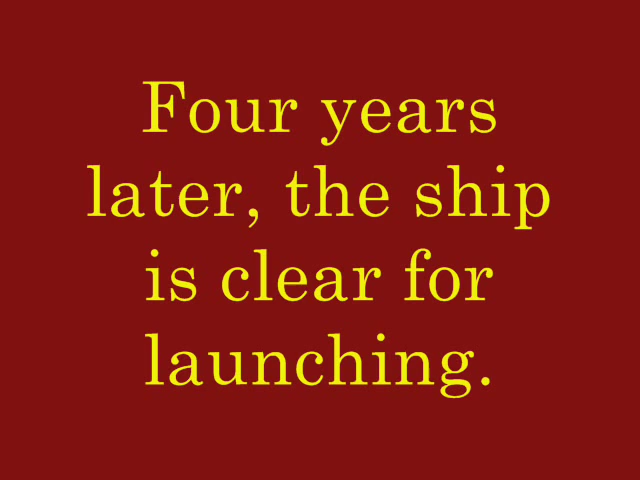 Four years
later, the ship
is clear for
launching.